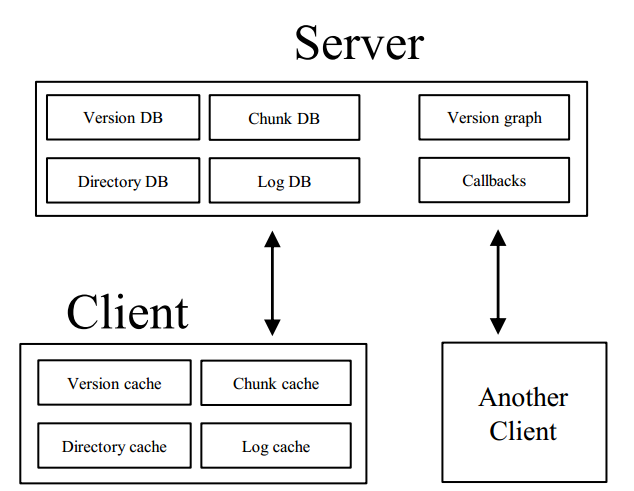 Server
Version DB
Chunk DB
Version graph
Directory DB
Log DB
Callbacks
Client
Version cache
Chunk cache
Directory cache
Log cache
Another
Client